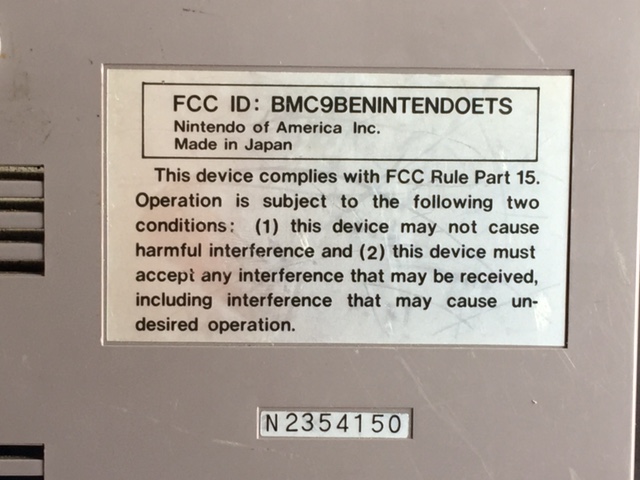 FCC ID: BMC9BENINTENDOETS
Nintendo of America Inc.
Made in Japan
This device complies with FCC Rule Part 15.
Operation is subject to the following two
conditions: (1) this device may not cause
harmful interference and (2) this device must
accept any interference that may be received,
including interference that may cause un-
desired operation.
N2354150